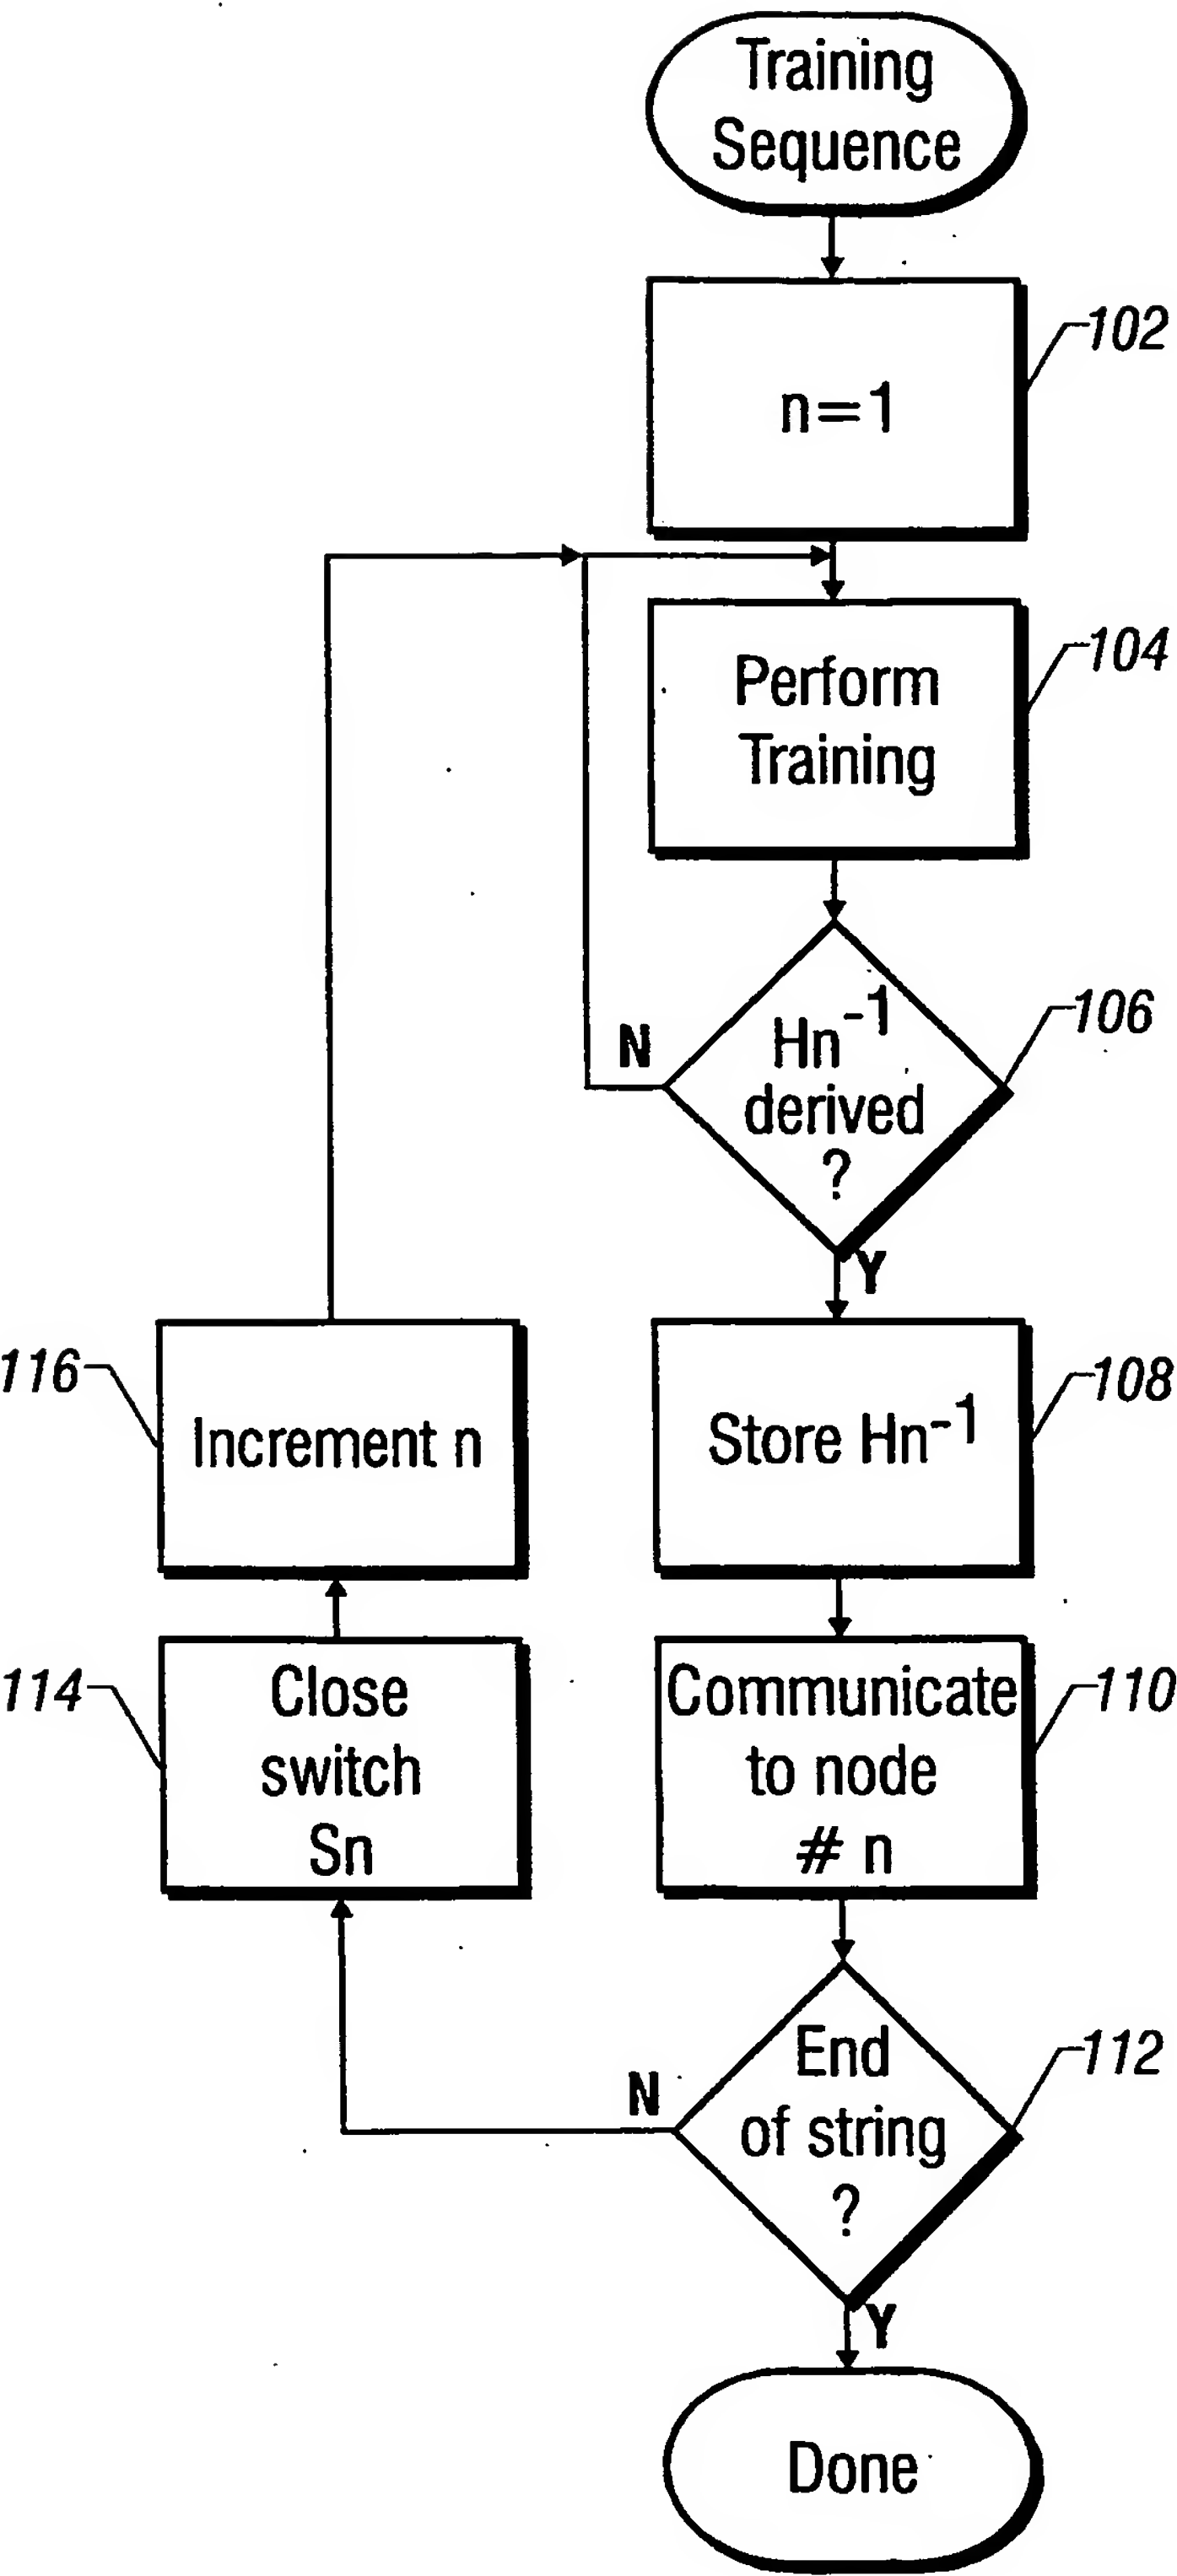 Training
Sequence
102
n=1
104
Perform
Training
106
Hn⁻¹
derived
?
N
Y
116
Increment n
108
Store Hn⁻¹
114
Close
switch
Sn
110
Communicate
to node
# n
112
End
of string
?
N
Y
Done